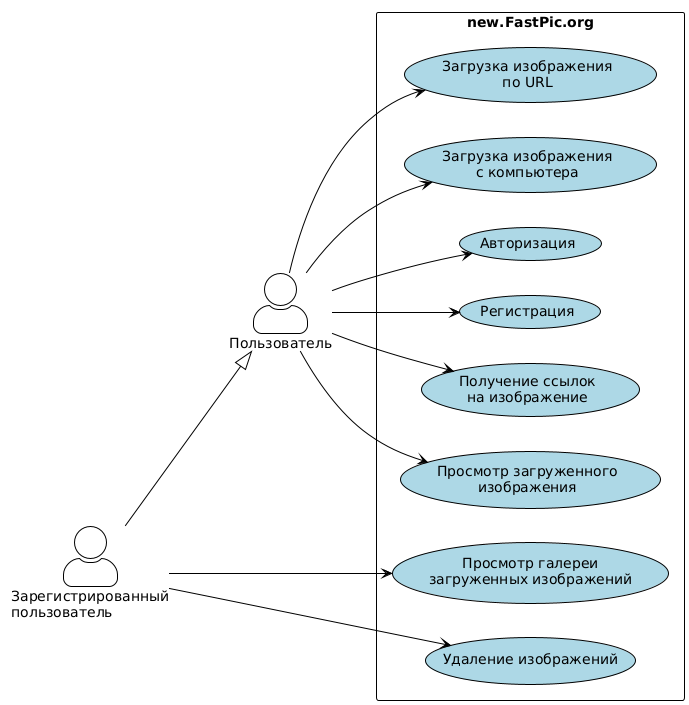 new.FastPic.org
Загрузка изображения
по URL
Загрузка изображения
с компьютера
Авторизация
Регистрация
Пользователь
Получение ссылок
на изображение
Просмотр загруженного
изображения
Просмотр галереи
загруженных изображений
Зарегистрированный
пользователь
Удаление изображений